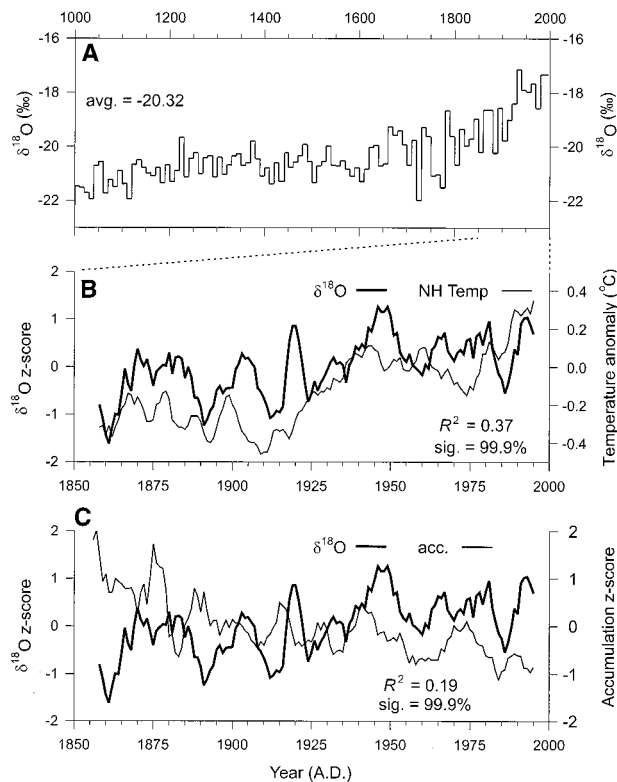 1000 1200 1400 1600 1800 2000
A
-16 -16
avg. = -20.32
-18 -18
-20 -20
-22 -22
δ¹⁸O (‰)
δ¹⁸O (‰)
B
δ¹⁸O NH Temp
2
1
0
-1
-2
δ¹⁸O z-score
0.4
0.2
0.0
-0.2
-0.4
Temperature anomaly (°C)
R² = 0.37
sig. = 99.9%
1850 1875 1900 1925 1950 1975 2000
C
δ¹⁸O acc.
2 2
1 1
0 0
-1 -1
-2 -2
δ¹⁸O z-score
Accumulation z-score
R² = 0.19
sig. = 99.9%
1850 1875 1900 1925 1950 1975 2000
Year (A.D.)